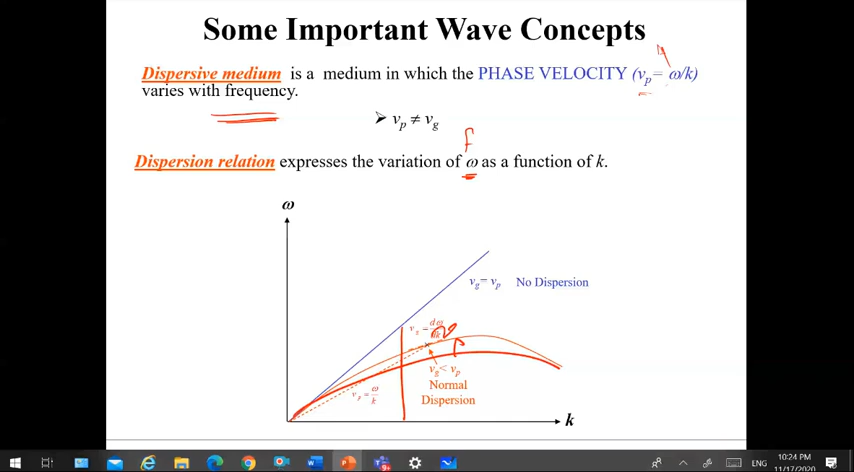 Some Important Wave Concepts
Dispersive medium is a medium in which the PHASE VELOCITY (vp= ω/k)
varies with frequency.
➤ vp ≠ vg
f
Dispersion relation expresses the variation of ω as a function of k.
ω
vg = vp No Dispersion
vg = dω/dk
vg < vp
vp = ω/k
Normal
Dispersion
k
ENG
10:24 PM
11/17/2020